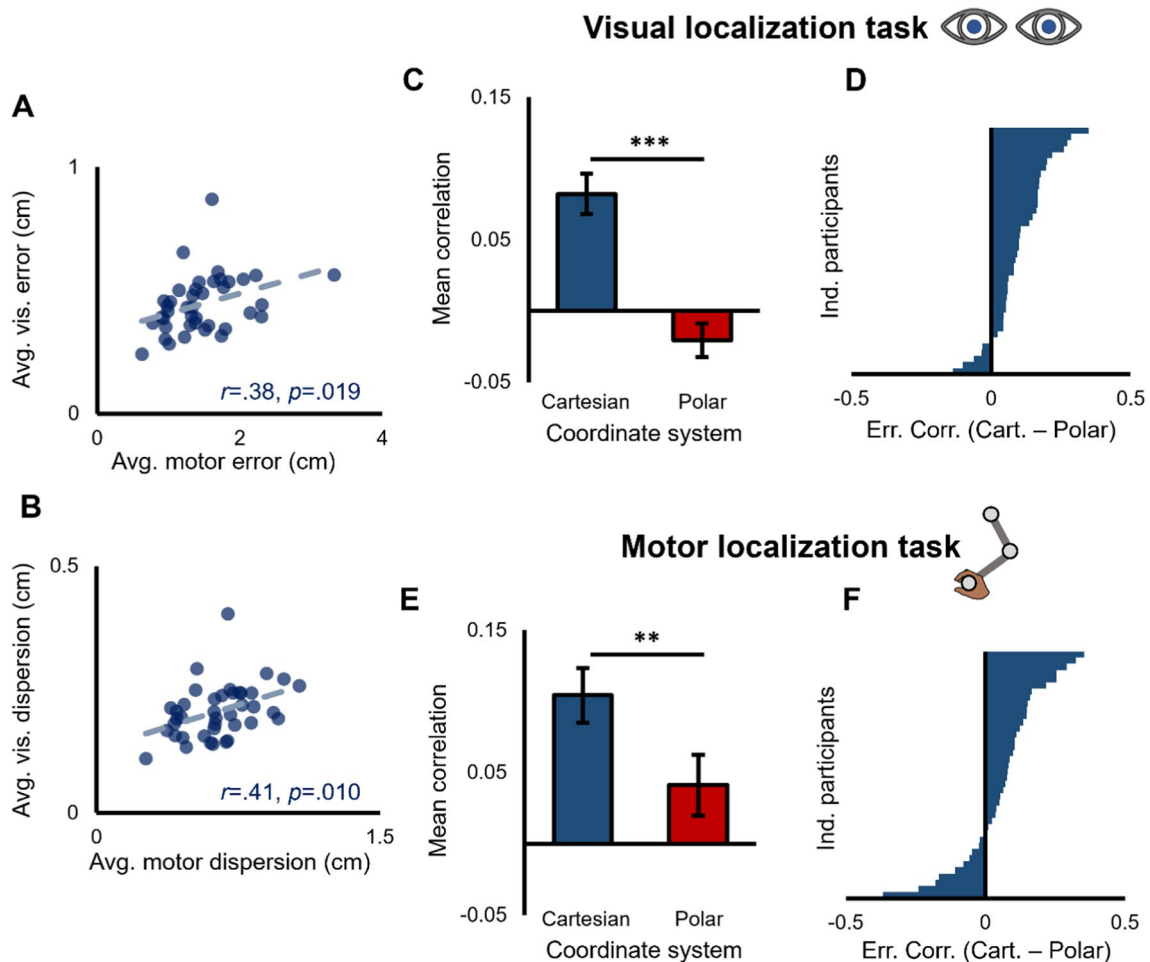 Visual localization task
A
1
Avg. vis. error (cm)
r=.38, p=.019
0
0 2 4
Avg. motor error (cm)
C
0.15
***
Mean correlation
0.05
-0.05
Cartesian Polar
Coordinate system
D
Ind. participants
-0.5 0 0.5
Err. Corr. (Cart. – Polar)
B
0.5
Avg. vis. dispersion (cm)
r=.41, p=.010
0
0 1.5
Avg. motor dispersion (cm)
Motor localization task
E
0.15
**
Mean correlation
0.05
-0.05
Cartesian Polar
Coordinate system
F
Ind. participants
-0.5 0 0.5
Err. Corr. (Cart. – Polar)